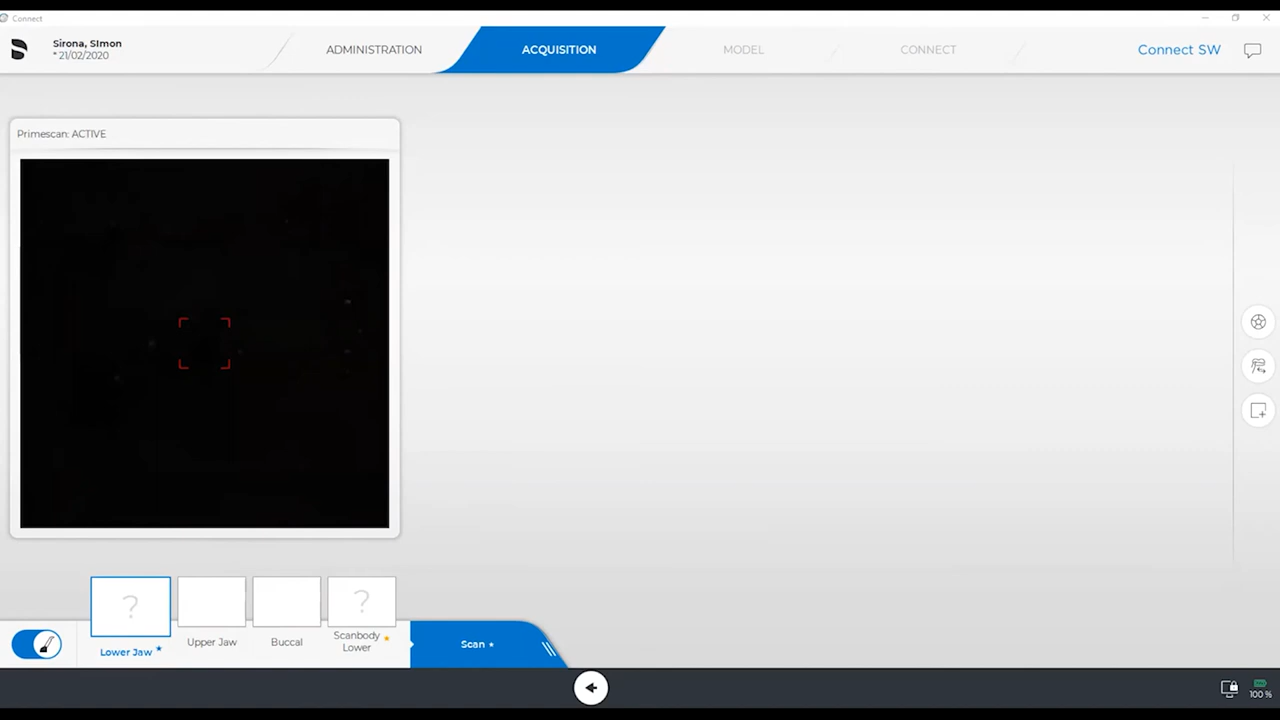 Connect
Sirona, SImon
* 21/02/2020
ADMINISTRATION
ACQUISITION
MODEL
CONNECT
Connect SW
Primescan: ACTIVE
?
?
Lower Jaw *
Upper Jaw
Buccal
Scanbody
Lower
Scan *
100 %